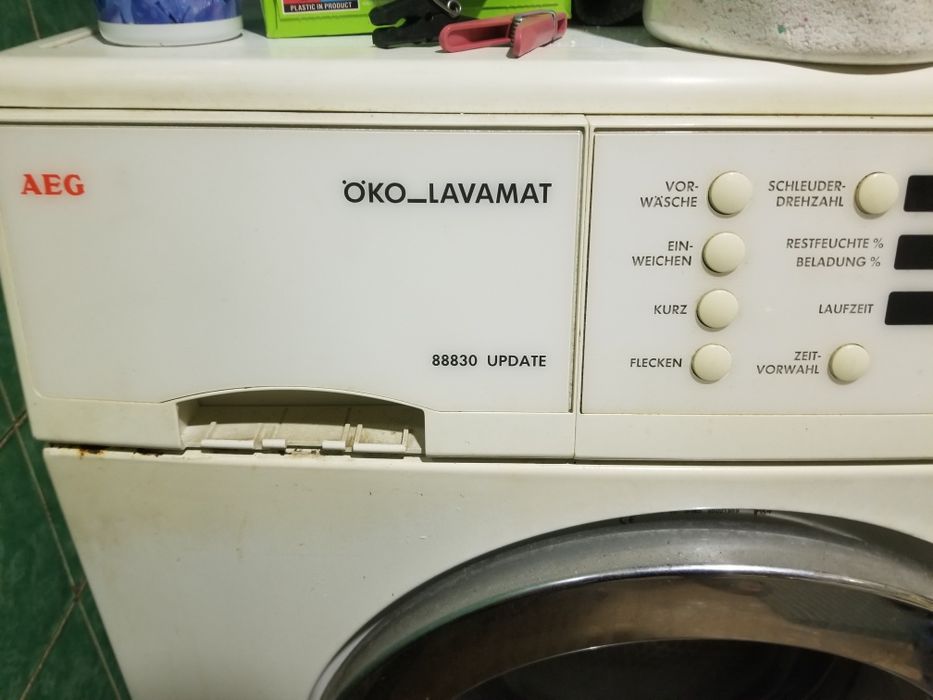 PLASTIC IN PRODUCT
AEG
ÖKO_LAVAMAT
88830 UPDATE
VOR-
WÄSCHE
EIN-
WEICHEN
KURZ
FLECKEN
SCHLEUDER-
DREHZAHL
RESTFEUCHTE %
BELADUNG %
LAUFZEIT
ZEIT-
VORWAHL